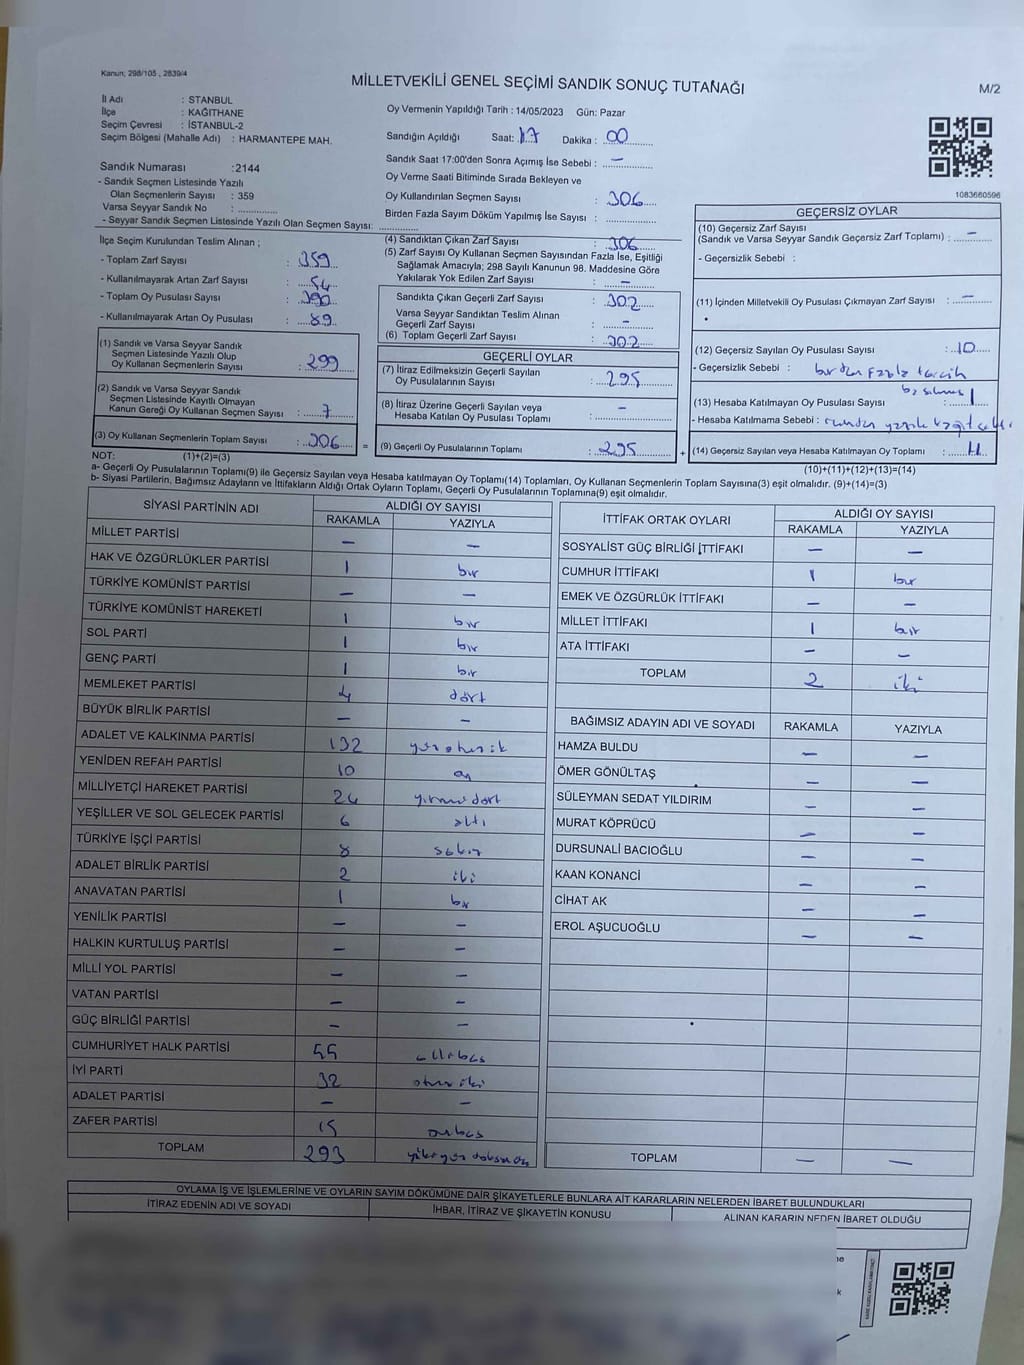 Kanun; 298/105 , 2839/4
MİLLETVEKİLİ GENEL SEÇİMİ SANDIK SONUÇ TUTANAĞI
M/2
İl Adı : STANBUL
İlçe : KAĞITHANE
Seçim Çevresi : İSTANBUL-2
Seçim Bölgesi (Mahalle Adı) : HARMANTEPE MAH.
Sandık Numarası :2144
- Sandık Seçmen Listesinde Yazılı
Olan Seçmenlerin Sayısı : 359
Varsa Seyyar Sandık No :
- Seyyar Sandık Seçmen Listesinde Yazılı Olan Seçmen Sayısı:
Oy Vermenin Yapıldığı Tarih : 14/05/2023 Gün: Pazar
Sandığın Açıldığı Saat: 17 Dakika : 00
Sandık Saat 17:00'den Sonra Açımış İse Sebebi : –
Oy Verme Saati Bitiminde Sırada Bekleyen ve
Oy Kullandırılan Seçmen Sayısı : 306
Birden Fazla Sayım Döküm Yapılmış İse Sayısı :
1083660596
İlçe Seçim Kurulundan Teslim Alınan ;
- Toplam Zarf Sayısı : 359
- Kullanılmayarak Artan Zarf Sayısı : 54
- Toplam Oy Pusulası Sayısı : 390
- Kullanılmayarak Artan Oy Pusulası : 89
(1) Sandık ve Varsa Seyyar Sandık
Seçmen Listesinde Yazılı Olup
Oy Kullanan Seçmenlerin Sayısı : 299
(2) Sandık ve Varsa Seyyar Sandık
Seçmen Listesinde Kayıtlı Olmayan
Kanun Gereği Oy Kullanan Seçmen Sayısı : 7
(3) Oy Kullanan Seçmenlerin Toplam Sayısı : 306 =
(4) Sandıktan Çıkan Zarf Sayısı : 306
(5) Zarf Sayısı Oy Kullanan Seçmen Sayısından Fazla İse, Eşitliği
Sağlamak Amacıyla; 298 Sayılı Kanunun 98. Maddesine Göre
Yakılarak Yok Edilen Zarf Sayısı : –
Sandıkta Çıkan Geçerli Zarf Sayısı : 302
Varsa Seyyar Sandıktan Teslim Alınan
Geçerli Zarf Sayısı : –
(6) Toplam Geçerli Zarf Sayısı : 302
GEÇERLİ OYLAR
(7) İtiraz Edilmeksizin Geçerli Sayılan
Oy Pusulalarının Sayısı : 295
(8) İtiraz Üzerine Geçerli Sayılan veya
Hesaba Katılan Oy Pusulası Toplamı : –
(9) Geçerli Oy Pusulalarının Toplamı : 295 +
GEÇERSİZ OYLAR
(10) Geçersiz Zarf Sayısı
(Sandık ve Varsa Seyyar Sandık Geçersiz Zarf Toplamı) : –
- Geçersizlik Sebebi :
(11) İçinden Milletvekili Oy Pusulası Çıkmayan Zarf Sayısı : –
(12) Geçersiz Sayılan Oy Pusulası Sayısı : 10
- Geçersizlik Sebebi : birden fazla tercih
(13) Hesaba Katılmayan Oy Pusulası Sayısı : 1
- Hesaba Katılmama Sebebi :
(14) Geçersiz Sayılan veya Hesaba Katılmayan Oy Toplamı : 11
NOT: (1)+(2)=(3)
(10)+(11)+(12)+(13)=(14)
a- Geçerli Oy Pusulalarının Toplamı(9) ile Geçersiz Sayılan veya Hesaba katılmayan Oy Toplamı(14) Toplamları, Oy Kullanan Seçmenlerin Toplam Sayısına(3) eşit olmalıdır. (9)+(14)=(3)
b- Siyasi Partilerin, Bağımsız Adayların ve İttifakların Aldığı Ortak Oyların Toplamı, Geçerli Oy Pusulalarının Toplamına(9) eşit olmalıdır.
SİYASİ PARTİNİN ADI ALDIĞI OY SAYISI
RAKAMLA YAZIYLA
MİLLET PARTİSİ – –
HAK VE ÖZGÜRLÜKLER PARTİSİ 1 bir
TÜRKİYE KOMÜNİST PARTİSİ – –
TÜRKİYE KOMÜNİST HAREKETİ 1 bir
SOL PARTİ 1 bir
GENÇ PARTİ 1 bir
MEMLEKET PARTİSİ 4 dört
BÜYÜK BİRLİK PARTİSİ – –
ADALET VE KALKINMA PARTİSİ 132
YENİDEN REFAH PARTİSİ 10 on
MİLLİYETÇİ HAREKET PARTİSİ 24 yirmi dört
YEŞİLLER VE SOL GELECEK PARTİSİ 6 altı
TÜRKİYE İŞÇİ PARTİSİ 8 sekiz
ADALET BİRLİK PARTİSİ 2 iki
ANAVATAN PARTİSİ 1 bir
YENİLİK PARTİSİ – –
HALKIN KURTULUŞ PARTİSİ – –
MİLLİ YOL PARTİSİ – –
VATAN PARTİSİ – –
GÜÇ BİRLİĞİ PARTİSİ – –
CUMHURİYET HALK PARTİSİ 55 ellibeş
İYİ PARTİ 32 otuz iki
ADALET PARTİSİ – –
ZAFER PARTİSİ 15 onbeş
TOPLAM 293
İTTİFAK ORTAK OYLARI ALDIĞI OY SAYISI
RAKAMLA YAZIYLA
SOSYALİST GÜÇ BİRLİĞİ İTTİFAKI – –
CUMHUR İTTİFAKI 1 bir
EMEK VE ÖZGÜRLÜK İTTİFAKI – –
MİLLET İTTİFAKI 1 bir
ATA İTTİFAKI – –
TOPLAM 2 iki
BAĞIMSIZ ADAYIN ADI VE SOYADI RAKAMLA YAZIYLA
HAMZA BULDU – –
ÖMER GÖNÜLTAŞ – –
SÜLEYMAN SEDAT YILDIRIM – –
MURAT KÖPRÜCÜ – –
DURSUNALİ BACIOĞLU – –
KAAN KONANCİ – –
CİHAT AK – –
EROL AŞUCUOĞLU – –
TOPLAM – –
OYLAMA İŞ VE İŞLEMLERİNE VE OYLARIN SAYIM DÖKÜMÜNE DAİR ŞİKAYETLERLE BUNLARA AİT KARARLARIN NELERDEN İBARET BULUNDUKLARI
İTİRAZ EDENİN ADI VE SOYADI İHBAR, İTİRAZ VE ŞİKAYETİN KONUSU ALINAN KARARIN NEDEN İBARET OLDUĞU